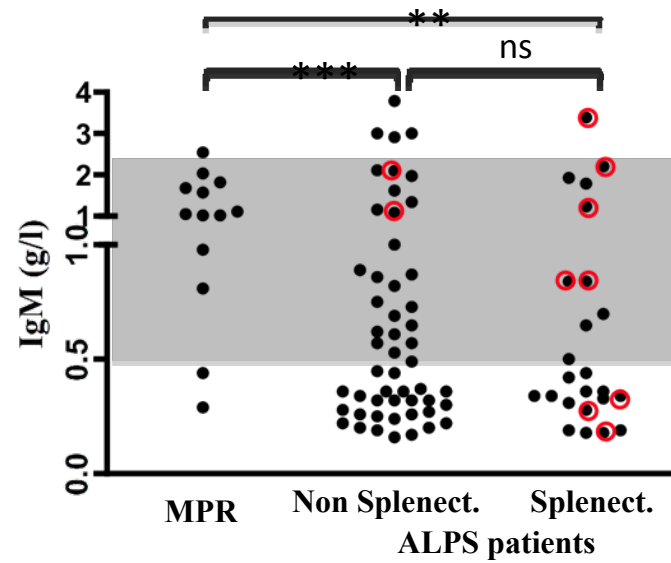 **
ns
***
4
3
2
1
1.0
0.5
0.0
IgM (g/l)
MPR
Non Splenect.
Splenect.
ALPS patients